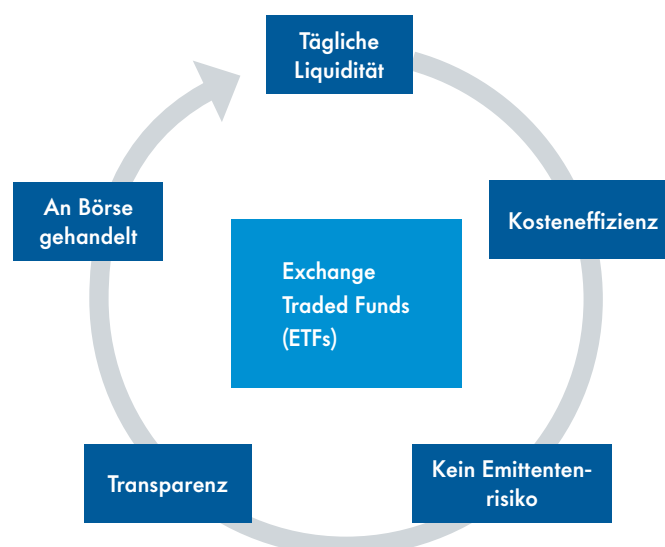 Tägliche
Liquidität
An Börse
gehandelt
Kosteneffizienz
Exchange
Traded Funds
(ETFs)
Transparenz
Kein Emittenten-
risiko